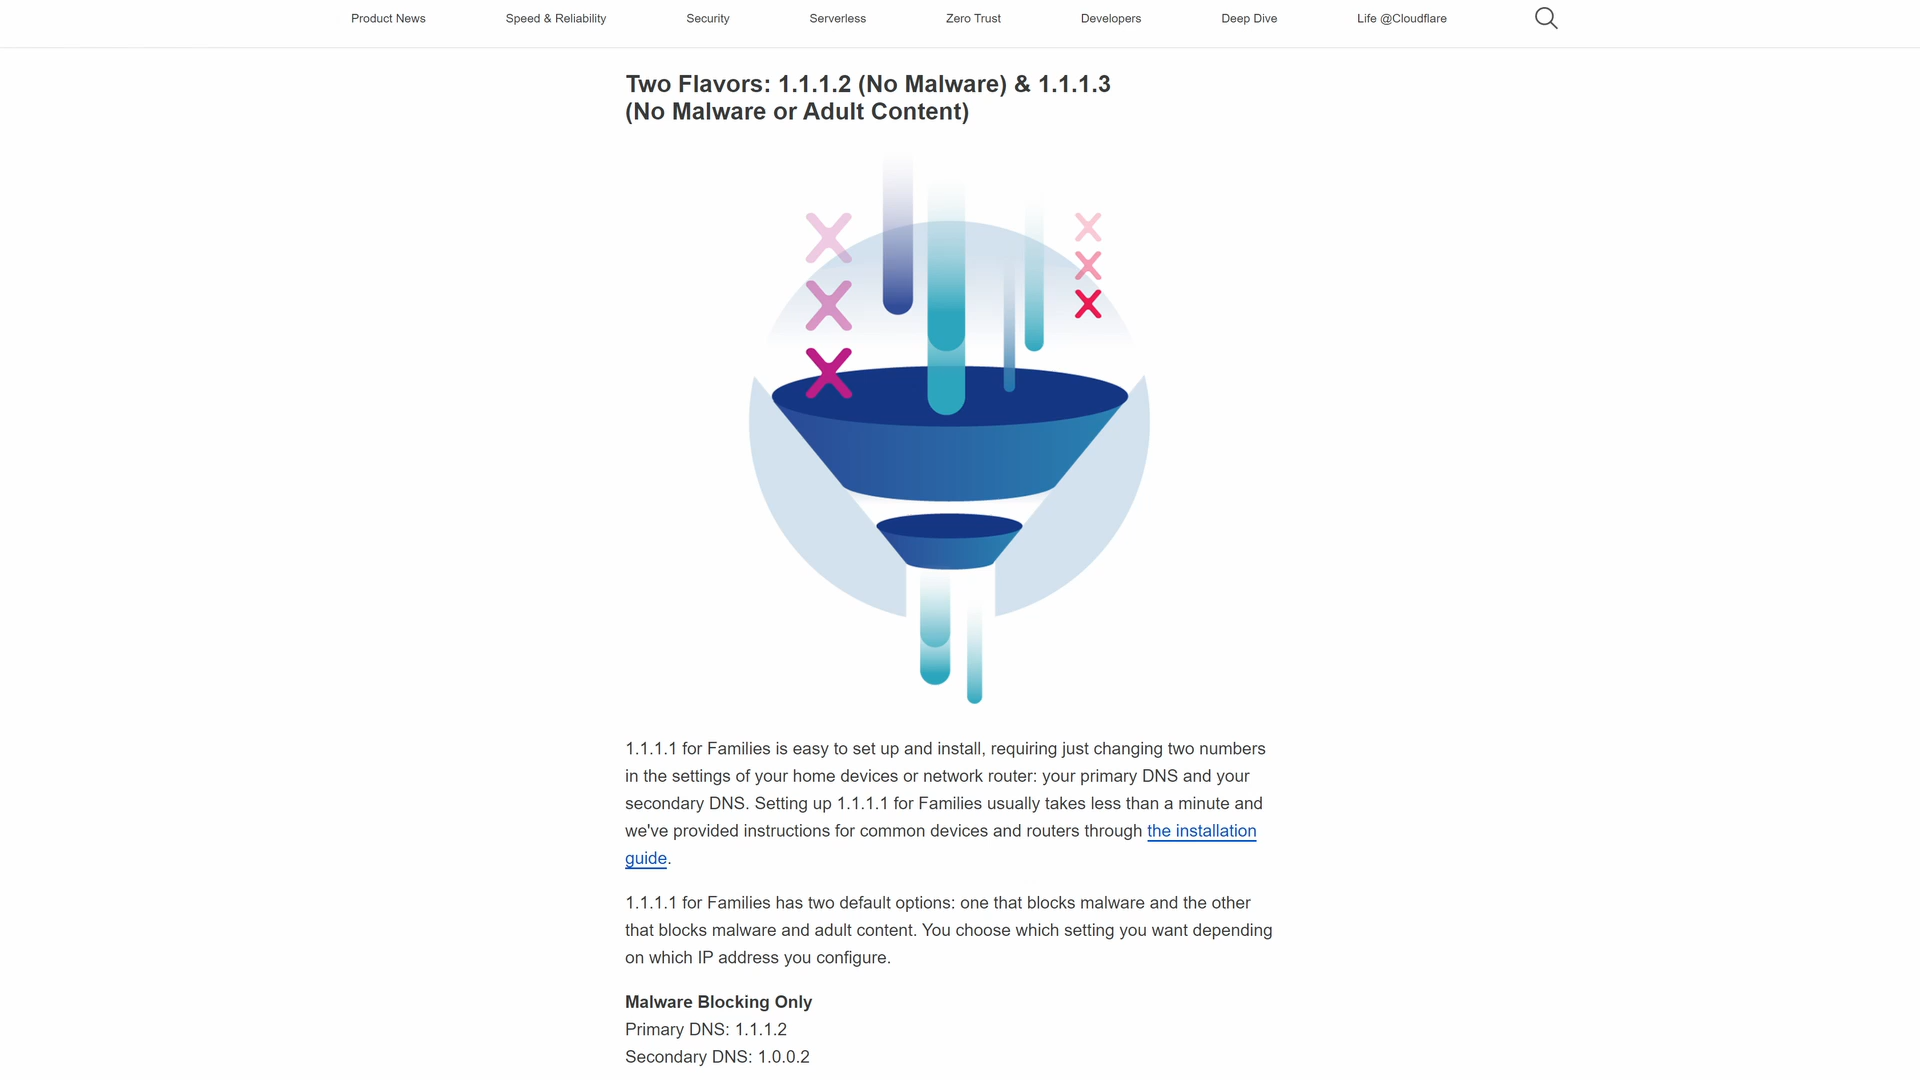 Product News Speed & Reliability Security Serverless Zero Trust Developers Deep Dive Life @Cloudflare
Two Flavors: 1.1.1.2 (No Malware) & 1.1.1.3
(No Malware or Adult Content)
1.1.1.1 for Families is easy to set up and install, requiring just changing two numbers
in the settings of your home devices or network router: your primary DNS and your
secondary DNS. Setting up 1.1.1.1 for Families usually takes less than a minute and
we've provided instructions for common devices and routers through the installation
guide.
1.1.1.1 for Families has two default options: one that blocks malware and the other
that blocks malware and adult content. You choose which setting you want depending
on which IP address you configure.
Malware Blocking Only
Primary DNS: 1.1.1.2
Secondary DNS: 1.0.0.2